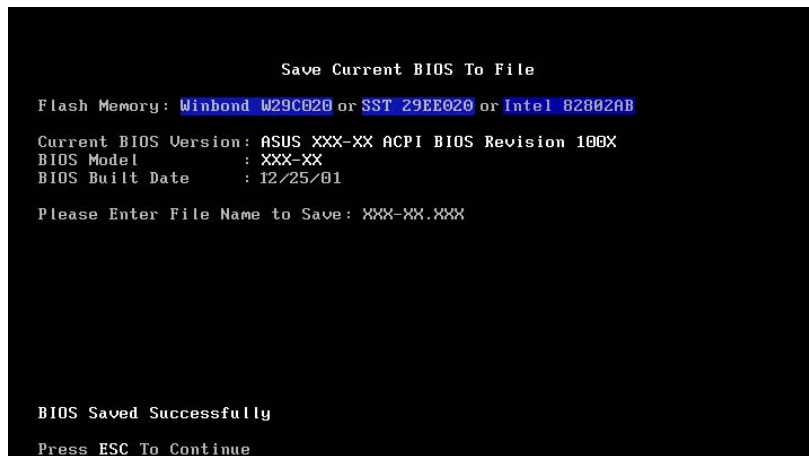 Save Current BIOS To File
Flash Memory: Winbond W29C020 or SST 29EE020 or Intel 82802AB
Current BIOS Version: ASUS XXX-XX ACPI BIOS Revision 100X
BIOS Model : XXX-XX
BIOS Built Date : 12/25/01
Please Enter File Name to Save: XXX-XX.XXX
BIOS Saved Successfully
Press ESC To Continue